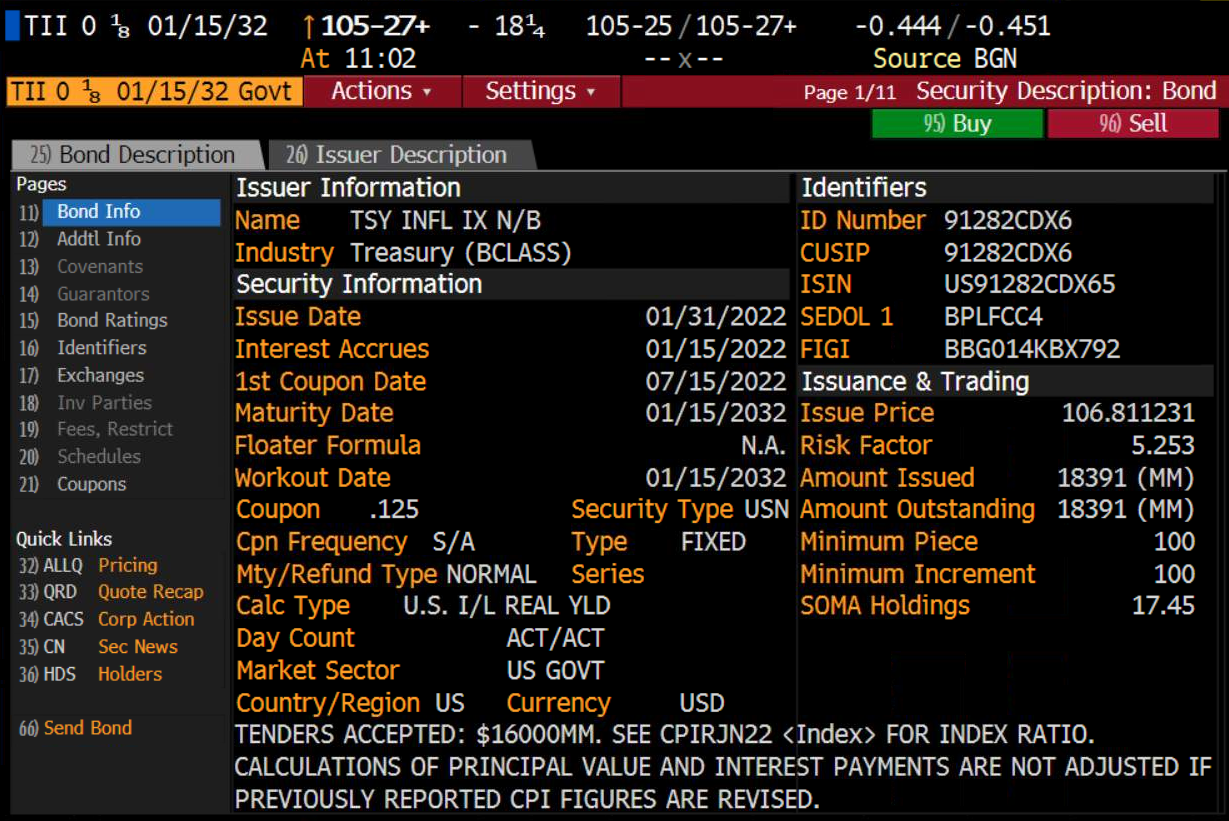 TII 0 ⅛ 01/15/32 ↑105-27+ - 18¼ 105-25 / 105-27+ -0.444 / -0.451
At 11:02 -- x -- Source BGN
TII 0 ⅛ 01/15/32 Govt Actions ▾ Settings ▾ Page 1/11 Security Description: Bond
95) Buy 96) Sell
25) Bond Description 26) Issuer Description
Pages
11) Bond Info
12) Addtl Info
13) Covenants
14) Guarantors
15) Bond Ratings
16) Identifiers
17) Exchanges
18) Inv Parties
19) Fees, Restrict
20) Schedules
21) Coupons
Quick Links
32) ALLQ Pricing
33) QRD Quote Recap
34) CACS Corp Action
35) CN Sec News
36) HDS Holders
66) Send Bond
Issuer Information
Name TSY INFL IX N/B
Industry Treasury (BCLASS)
Security Information
Issue Date 01/31/2022
Interest Accrues 01/15/2022
1st Coupon Date 07/15/2022
Maturity Date 01/15/2032
Floater Formula N.A.
Workout Date 01/15/2032
Coupon .125 Security Type USN
Cpn Frequency S/A Type FIXED
Mty/Refund Type NORMAL Series
Calc Type U.S. I/L REAL YLD
Day Count ACT/ACT
Market Sector US GOVT
Country/Region US Currency USD
Identifiers
ID Number 91282CDX6
CUSIP 91282CDX6
ISIN US91282CDX65
SEDOL 1 BPLFCC4
FIGI BBG014KBX792
Issuance & Trading
Issue Price 106.811231
Risk Factor 5.253
Amount Issued 18391 (MM)
Amount Outstanding 18391 (MM)
Minimum Piece 100
Minimum Increment 100
SOMA Holdings 17.45
TENDERS ACCEPTED: $16000MM. SEE CPIRJN22 <Index> FOR INDEX RATIO.
CALCULATIONS OF PRINCIPAL VALUE AND INTEREST PAYMENTS ARE NOT ADJUSTED IF
PREVIOUSLY REPORTED CPI FIGURES ARE REVISED.